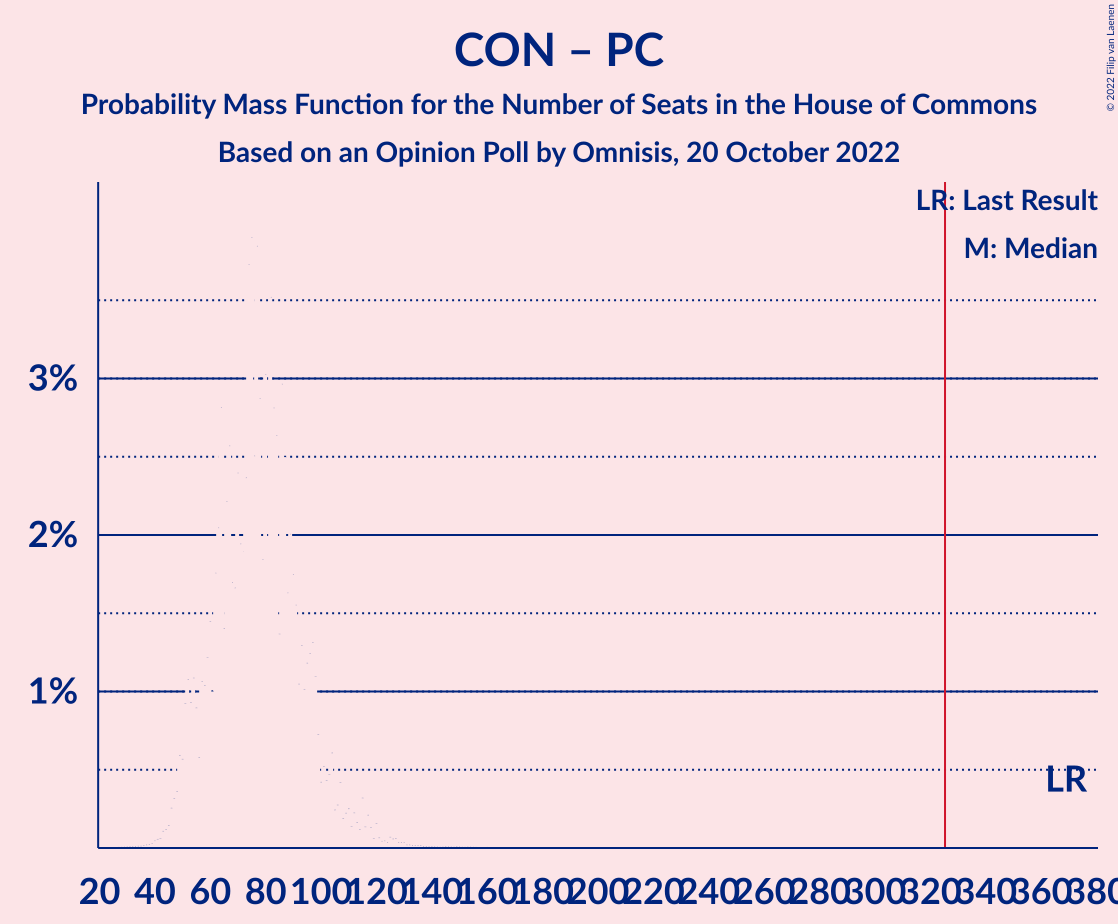 CON – PC
Probability Mass Function for the Number of Seats in the House of Commons
Based on an Opinion Poll by Omnisis, 20 October 2022
© 2022 Filip van Laenen
LR: Last Result
M: Median
3%
2%
1%
LR
20 40 60 80 100 120 140 160 180 200 220 240 260 280 300 320 340 360 380